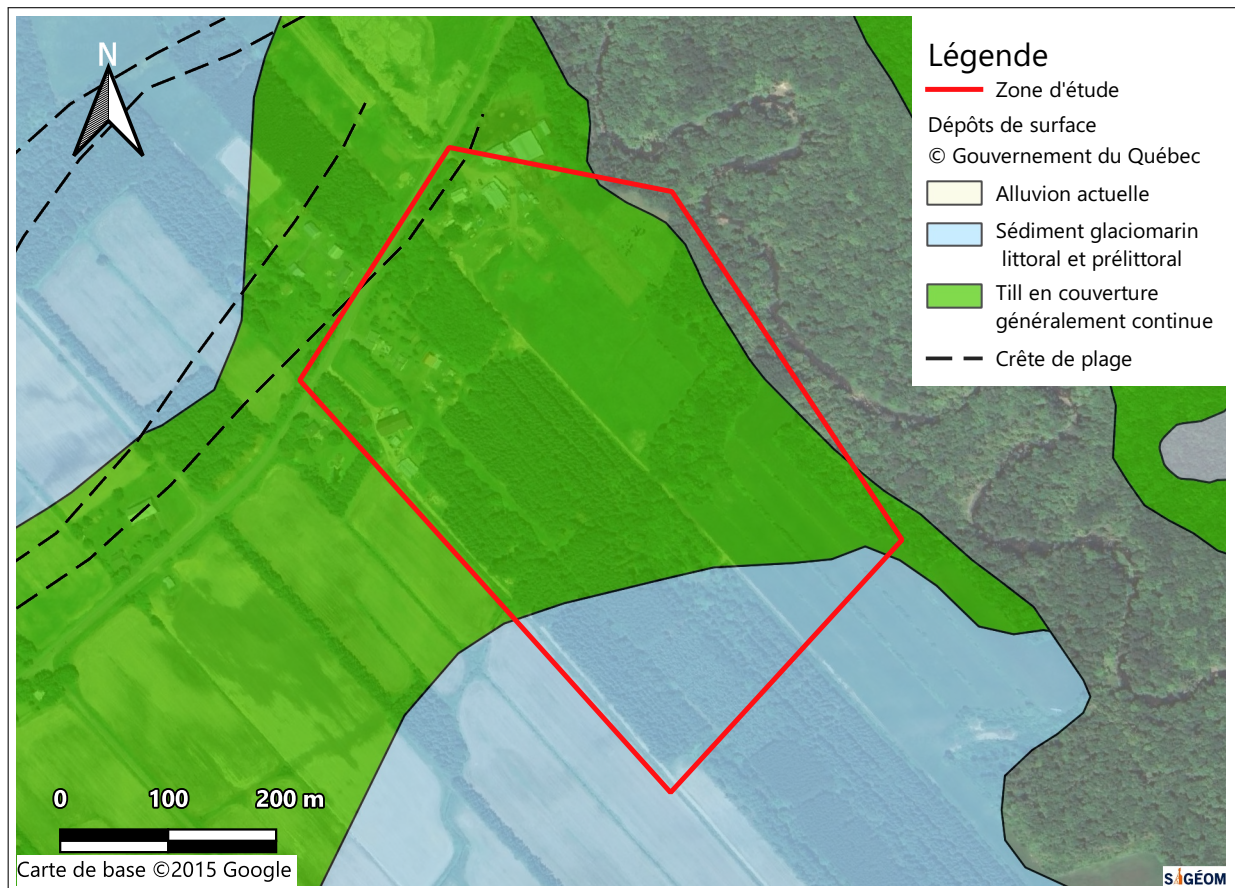 N
Légende
Zone d'étude
Dépôts de surface
© Gouvernement du Québec
Alluvion actuelle
Sédiment glaciomarin
littoral et prélittoral
Till en couverture
généralement continue
Crête de plage
0 100 200 m
Carte de base ©2015 Google
SAGÉOM